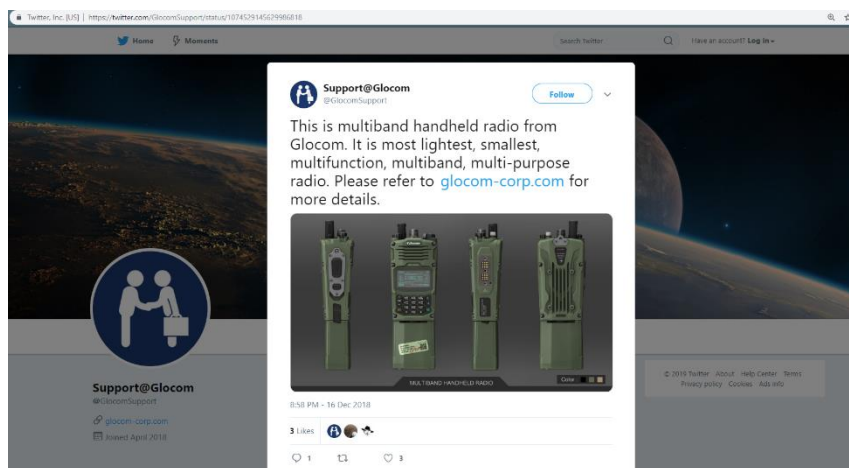 Twitter, Inc. [US] | https://twitter.com/GlocomSupport/status/1074529145629986818
Home Moments Search Twitter Have an account? Log in
Support@Glocom
@GlocomSupport
Follow
This is multiband handheld radio from
Glocom. It is most lightest, smallest,
multifunction, multiband, multi-purpose
radio. Please refer to glocom-corp.com for
more details.
MULTIBAND HANDHELD RADIO
Color
8:58 PM - 16 Dec 2018
3 Likes
1 3
Support@Glocom
@GlocomSupport
glocom-corp.com
Joined April 2018
© 2019 Twitter About Help Center Terms
Privacy policy Cookies Ads info